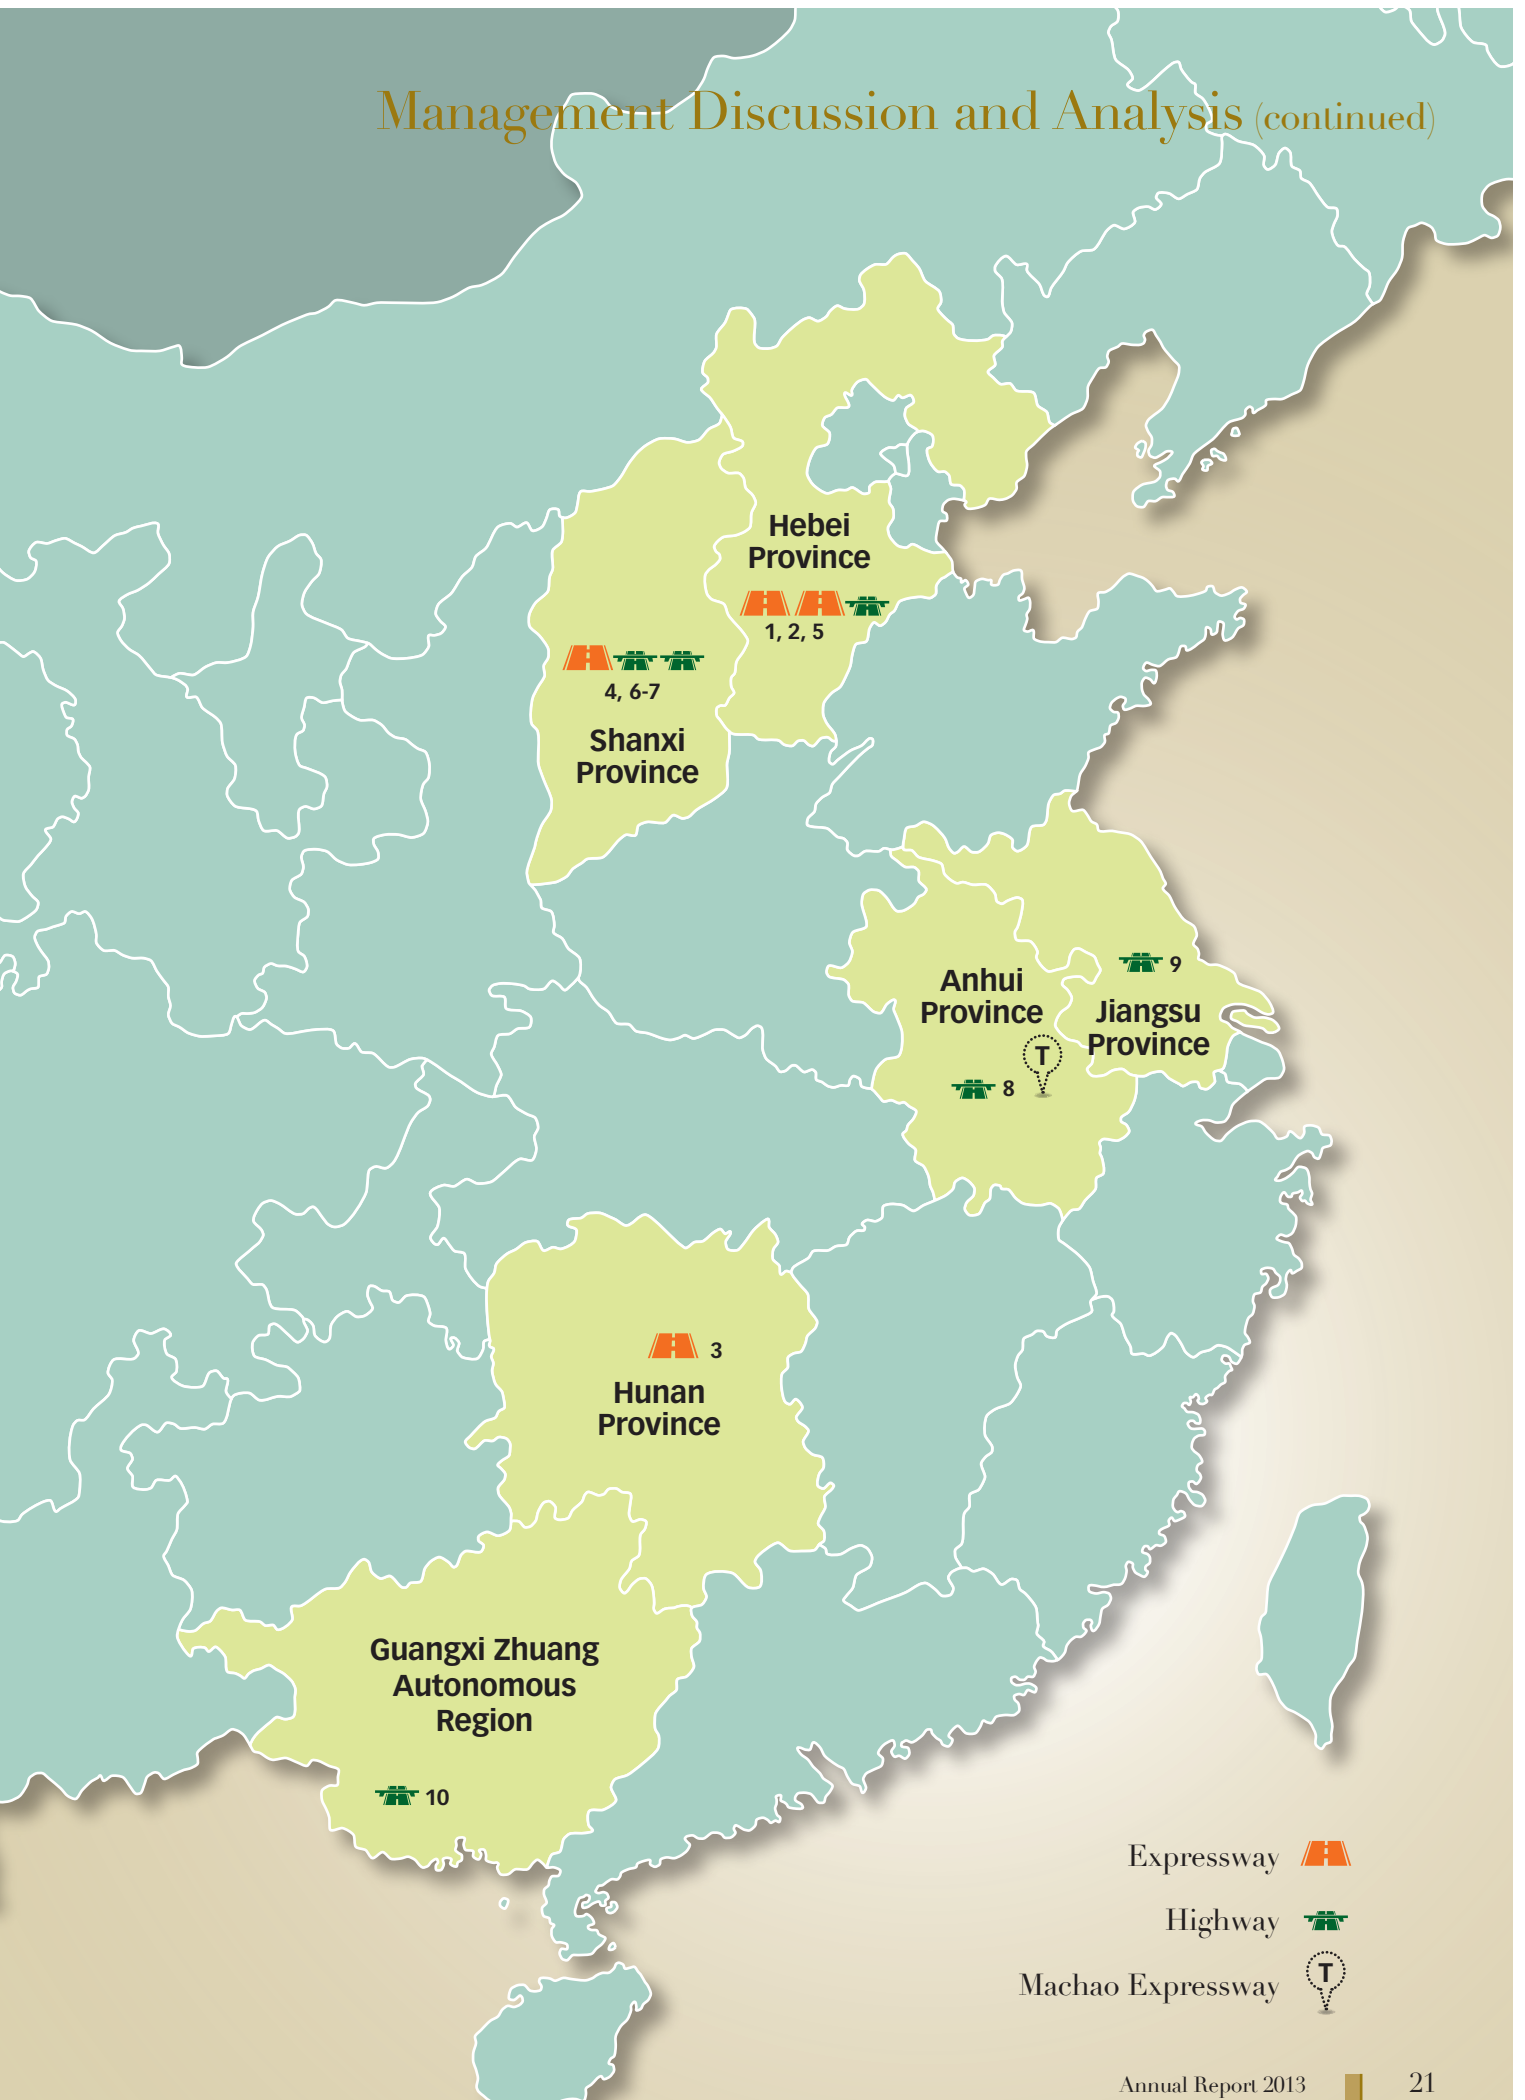 Management Discussion and Analysis (continued)
Hebei
Province
1, 2, 5
4, 6-7
Shanxi
Province
9
Anhui
Province
Jiangsu
Province
T
8
3
Hunan
Province
Guangxi Zhuang
Autonomous
Region
10
Expressway
Highway
Machao Expressway
T
Annual Report 2013
21